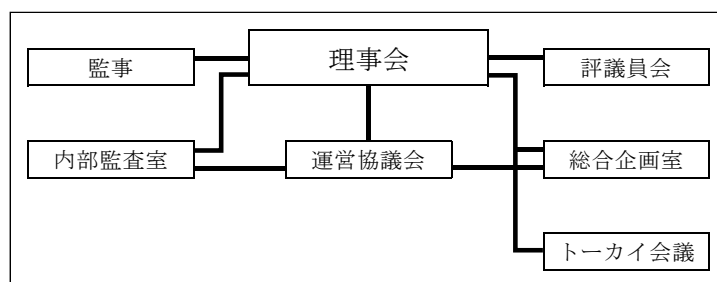 監事
理事会
評議員会
内部監査室
運営協議会
総合企画室
トーカイ会議